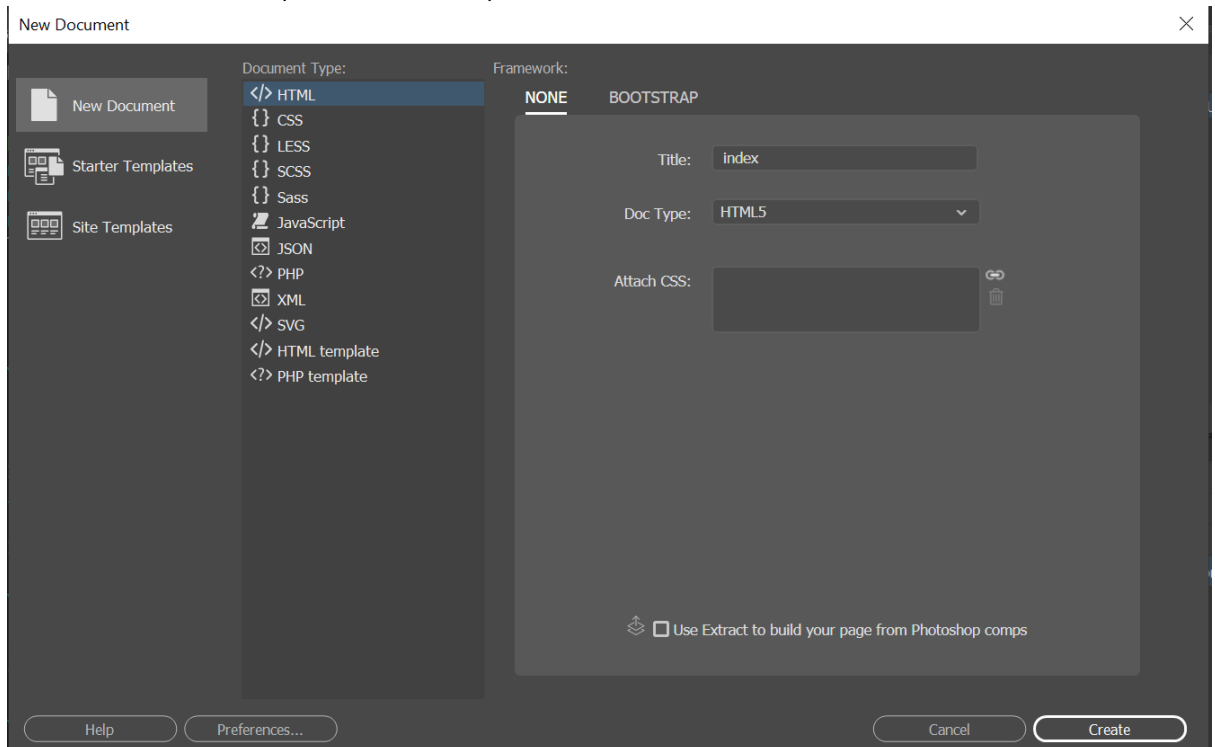 New Document
New Document
Starter Templates
Site Templates
Document Type:
</> HTML
{} CSS
{} LESS
{} SCSS
{} Sass
JavaScript
JSON
<?> PHP
XML
</> SVG
</> HTML template
<?> PHP template
Framework:
NONE BOOTSTRAP
Title: index
Doc Type: HTML5
Attach CSS:
Use Extract to build your page from Photoshop comps
Help Preferences... Cancel Create